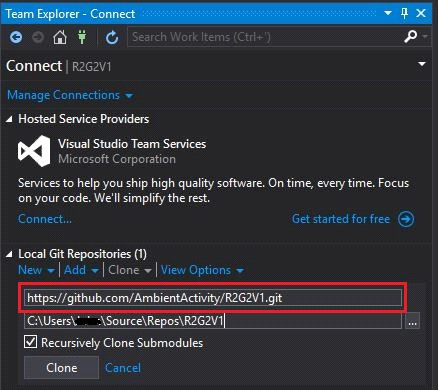 Team Explorer - Connect
Search Work Items (Ctrl+')
Connect | R2G2V1
Manage Connections
Hosted Service Providers
Visual Studio Team Services
Microsoft Corporation
Services to help you ship high quality software. On time, every time. Focus
on your code. We'll simplify the rest.
Connect...
Get started for free
Local Git Repositories (1)
New | Add | Clone | View Options
https://github.com/AmbientActivity/R2G2V1.git
C:\Users\ \Source\Repos\R2G2V1
...
Recursively Clone Submodules
Clone
Cancel